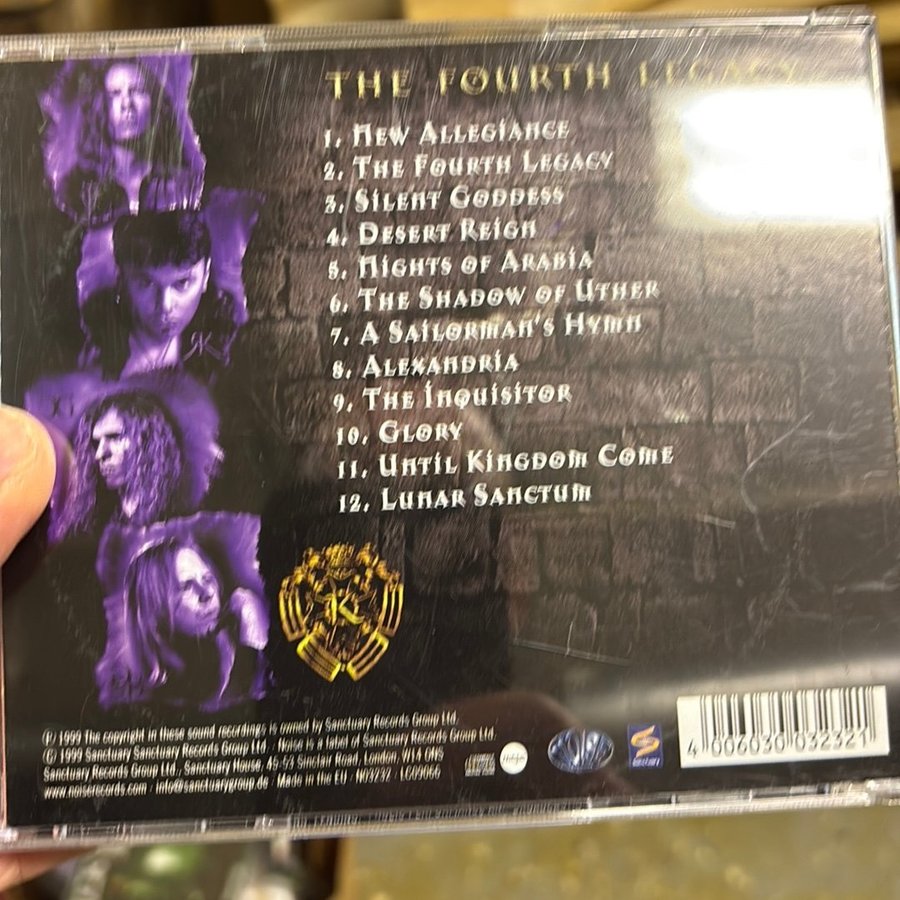 THE FOURTH LEGACY
1. NEW ALLEGIANCE
2. THE FOURTH LEGACY
3. SILENT GODDESS
4. DESERT REIGN
5. NIGHTS OF ARABIA
6. THE SHADOW OF UTHER
7. A SAILORMAN'S HYMN
8. ALEXANDRIA
9. THE INQUISITOR
10. GLORY
11. UNTIL KINGDOM COME
12. LUNAR SANCTUM
K
℗ 1999 The copyright in these sound recordings is owned by Sanctuary Records Group Ltd.
© 1999 Sanctuary Records Group Ltd. · Noise is a label of Sanctuary Records Group Ltd.
Sanctuary Records Group Ltd., Sanctuary House, 45-53 Sinclair Road, London, W14 0NS
www.noiserecords.com · info@sanctuarygroup.de · Made in the EU · N03232 · LC09066
sanctuary
4 006030 032321